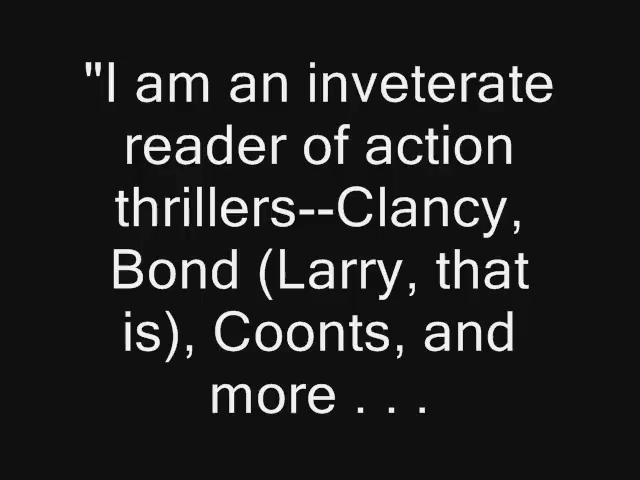 "I am an inveterate
reader of action
thrillers--Clancy,
Bond (Larry, that
is), Coonts, and
more . . .